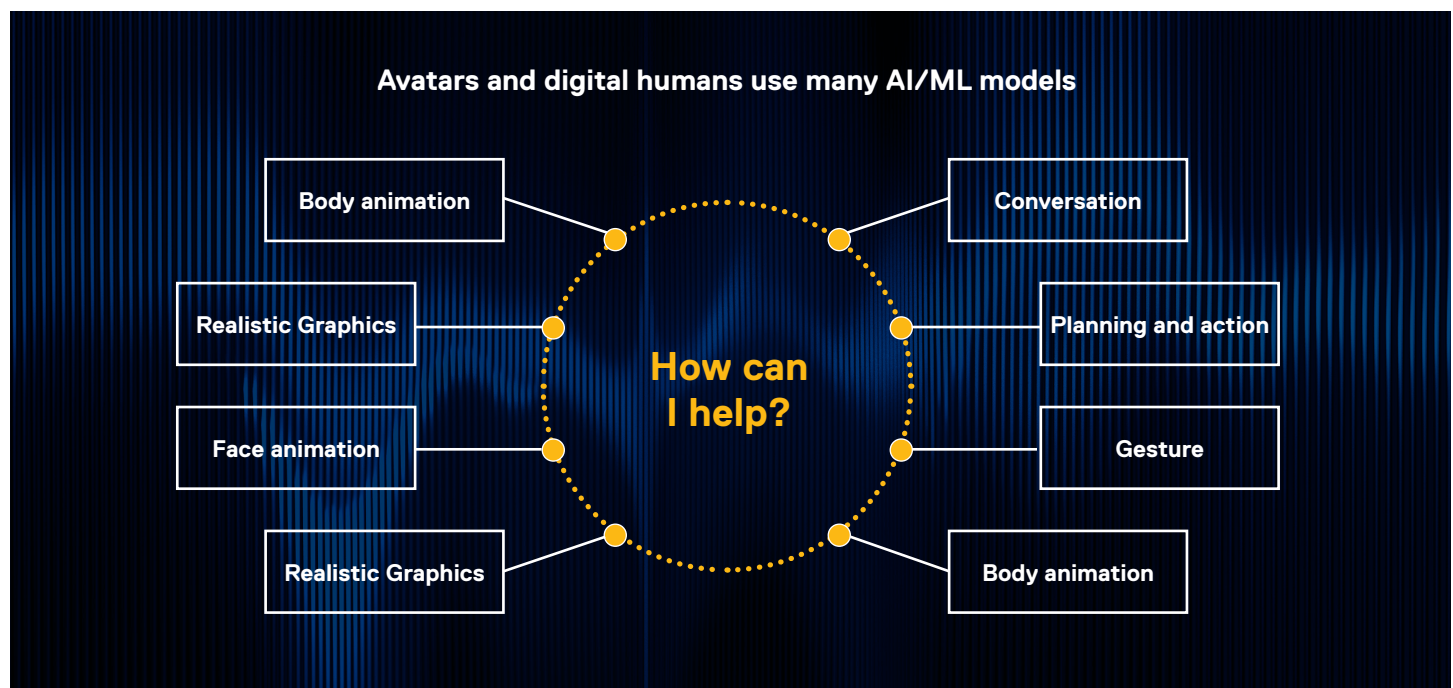 Avatars and digital humans use many AI/ML models
Body animation
Conversation
Realistic Graphics
Planning and action
How can
I help?
Face animation
Gesture
Realistic Graphics
Body animation